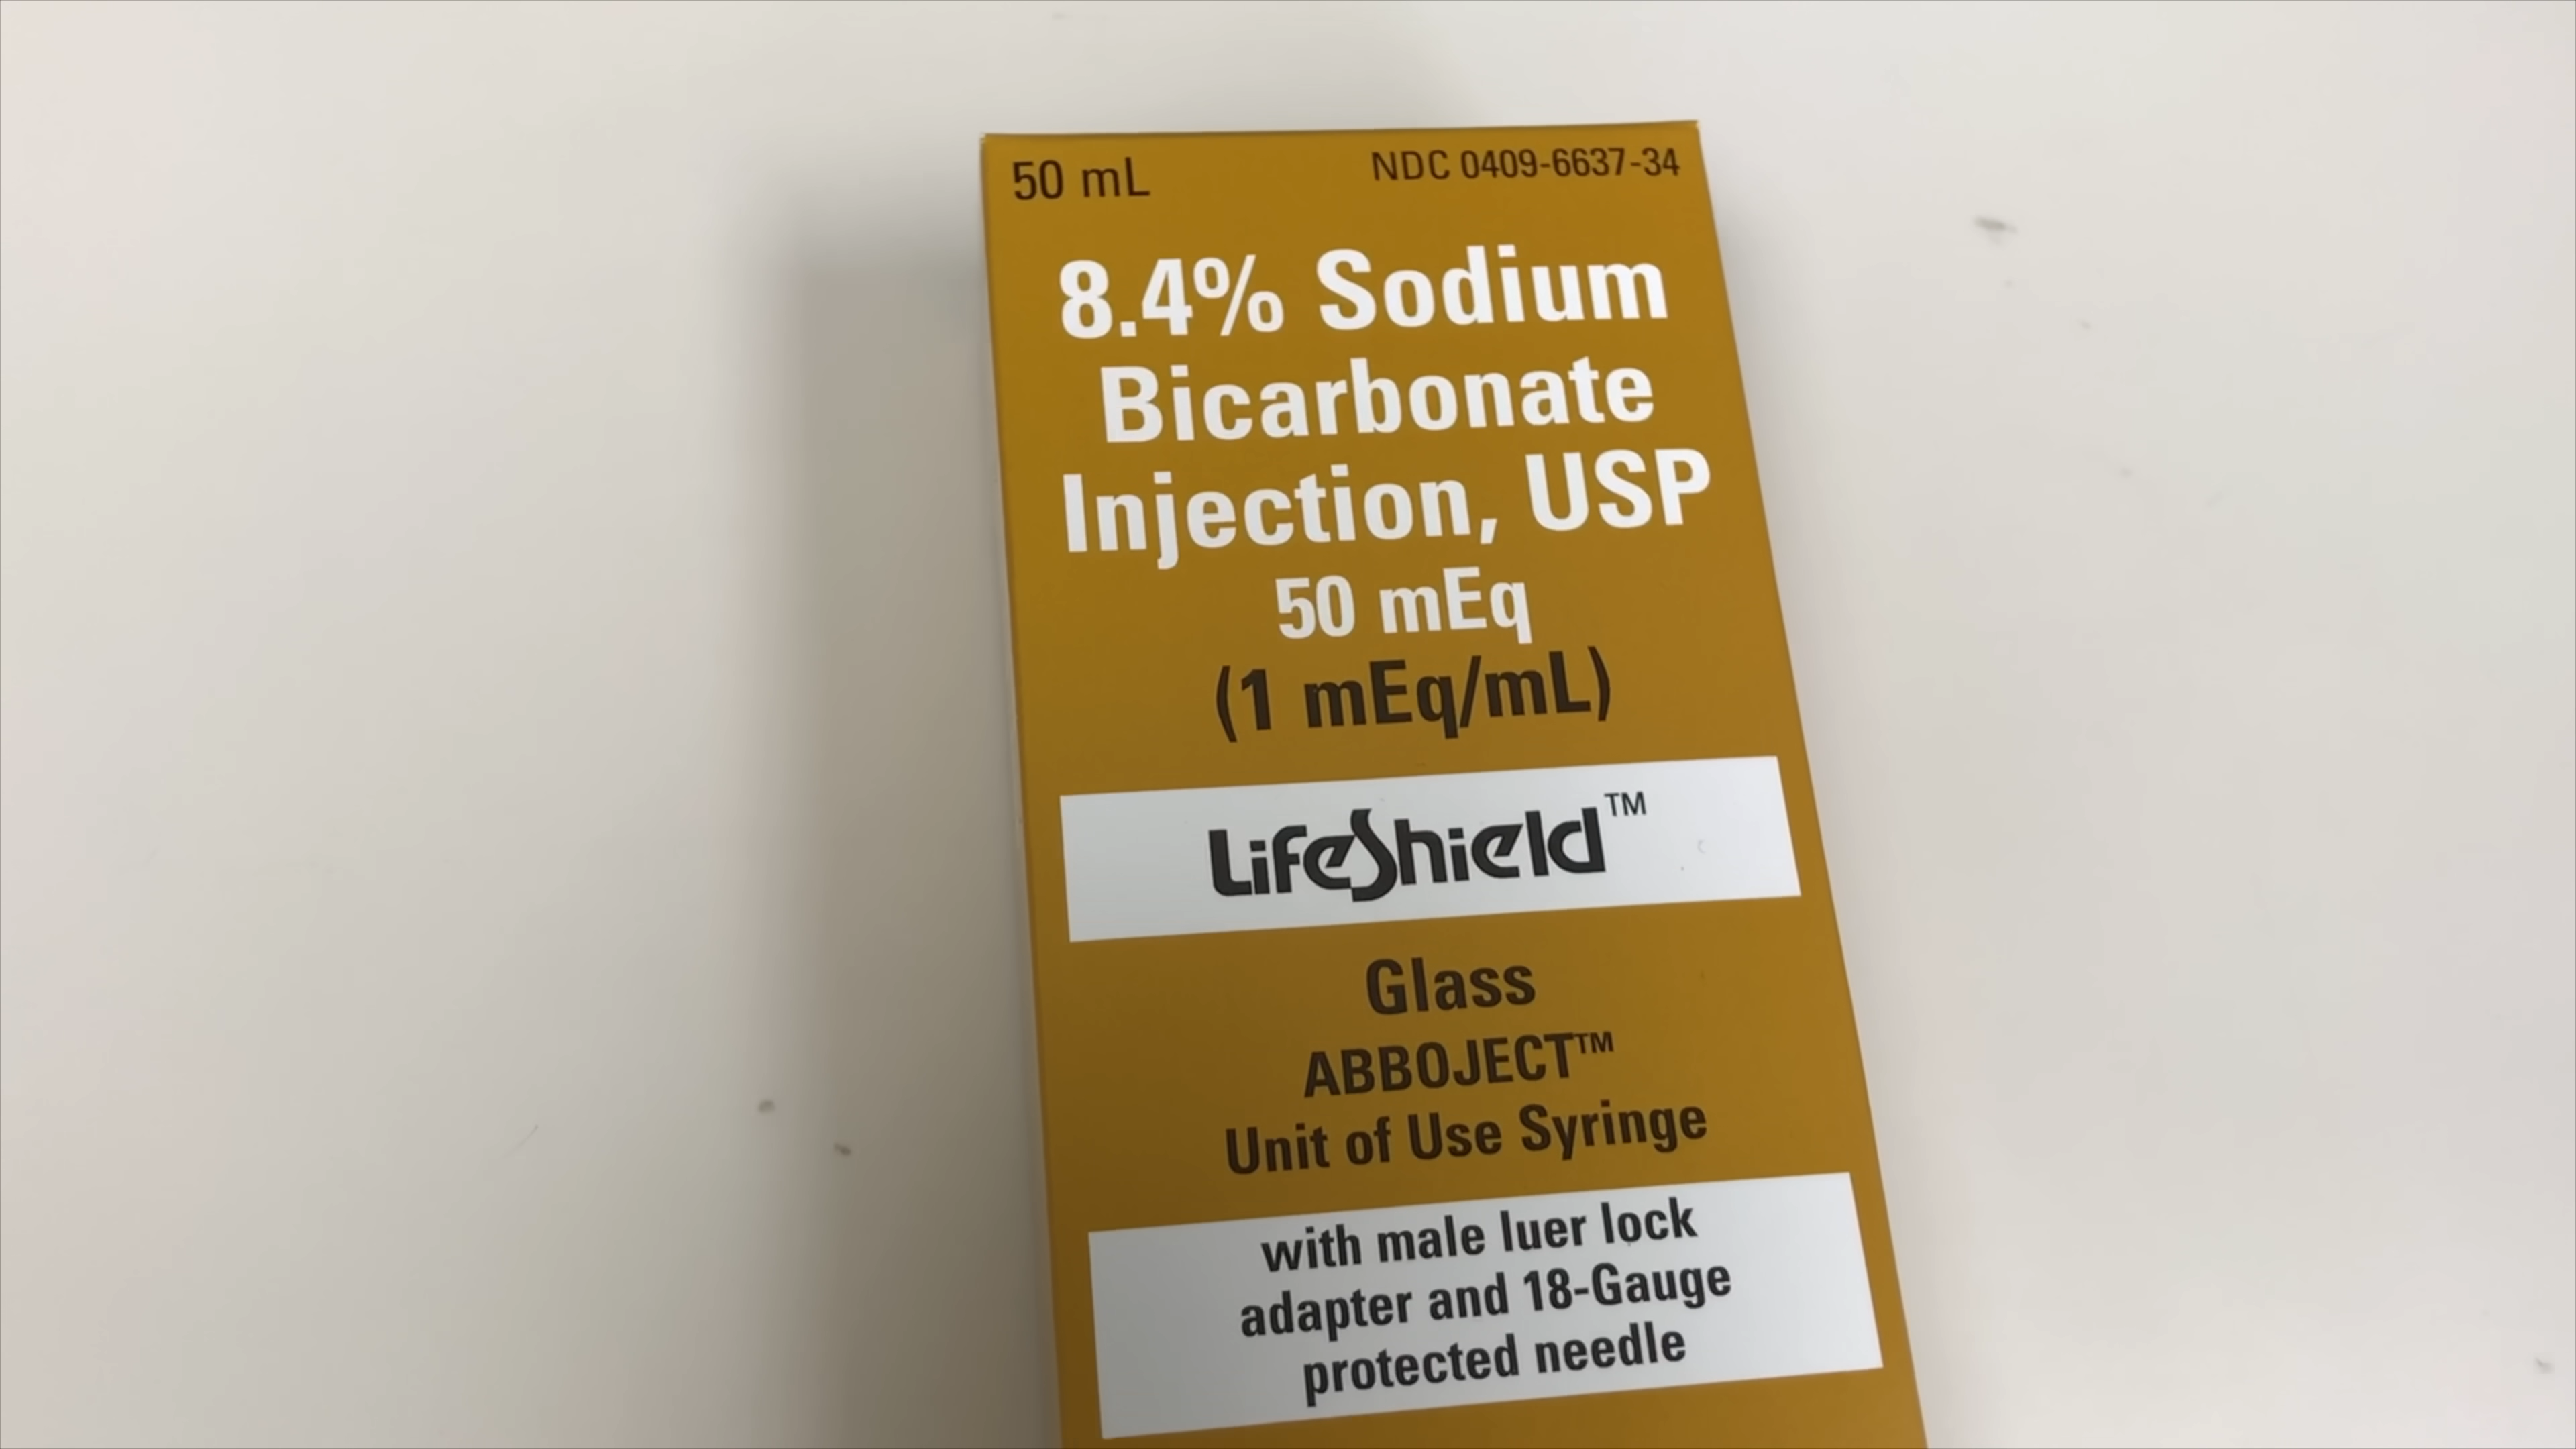 50 mL NDC 0409-6637-34
8.4% Sodium
Bicarbonate
Injection, USP
50 mEq
(1 mEq/mL)
LifeShield™
Glass
ABBOJECT™
Unit of Use Syringe
with male luer lock
adapter and 18-Gauge
protected needle